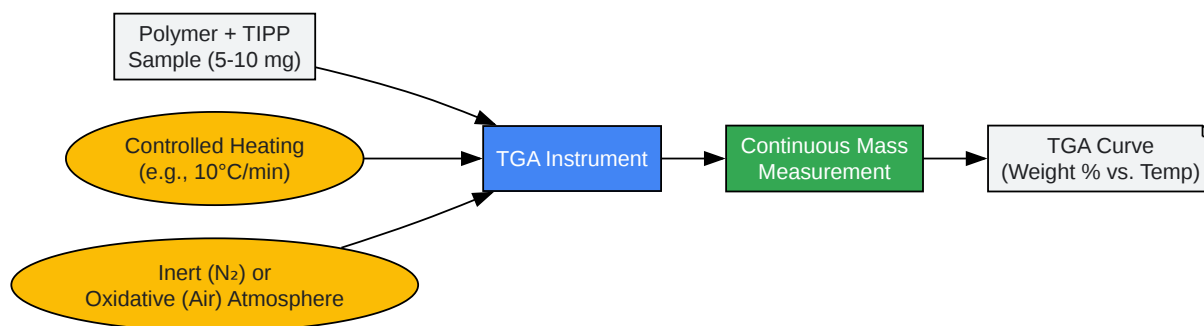 Polymer + TIPP
Sample (5-10 mg)
Controlled Heating
(e.g., 10°C/min)
Inert (N₂) or
Oxidative (Air) Atmosphere
TGA Instrument
Continuous Mass
Measurement
TGA Curve
(Weight % vs. Temp)